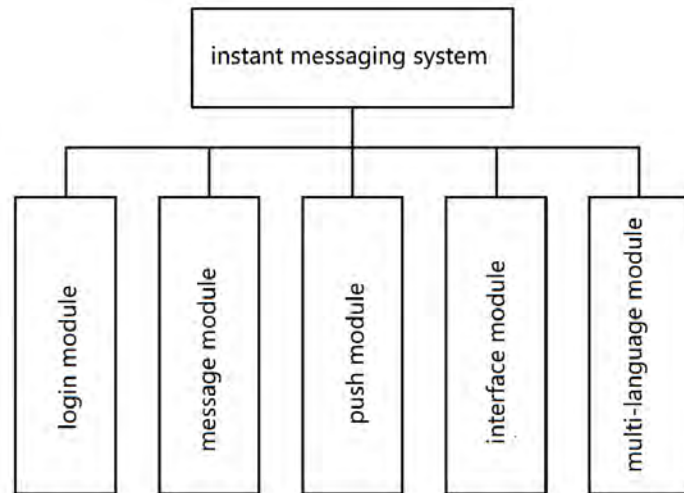 instant messaging system
login module
message module
push module
interface module
multi-language module